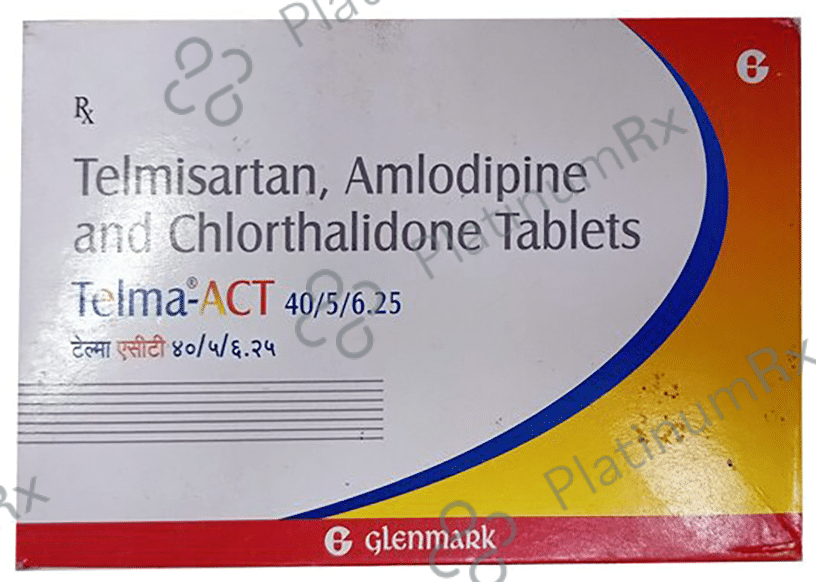 Rx
Telmisartan, Amlodipine
and Chlorthalidone Tablets
Telma®-ACT 40/5/6.25
टेल्मा एसीटी ४०/५/६.२५
G glenmark
PlatinumRx
PlatinumRx
PlatinumRx